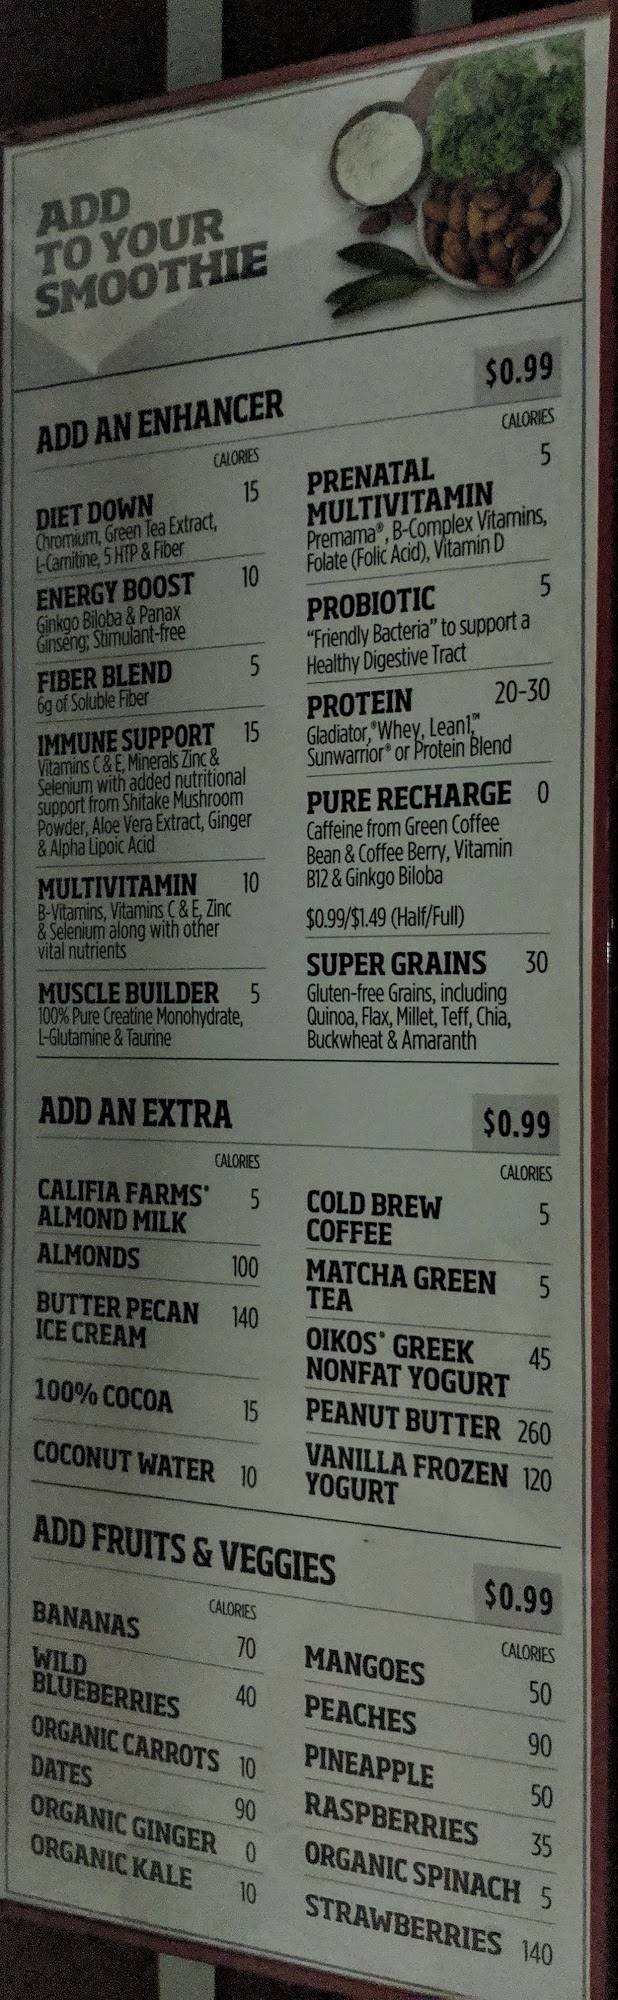 ADD
TO YOUR
SMOOTHIE
ADD AN ENHANCER $0.99
CALORIES
DIET DOWN 15
Chromium, Green Tea Extract,
L-Carnitine, 5 HTP & Fiber
ENERGY BOOST 10
Ginkgo Biloba & Panax
Ginseng; Stimulant-free
FIBER BLEND 5
6g of Soluble Fiber
IMMUNE SUPPORT 15
Vitamins C & E, Minerals Zinc &
Selenium with added nutritional
support from Shitake Mushroom
Powder, Aloe Vera Extract, Ginger
& Alpha Lipoic Acid
MULTIVITAMIN 10
B-Vitamins, Vitamins C & E, Zinc
& Selenium along with other
vital nutrients
MUSCLE BUILDER 5
100% Pure Creatine Monohydrate,
L-Glutamine & Taurine
CALORIES
PRENATAL 5
MULTIVITAMIN
Premama®, B-Complex Vitamins,
Folate (Folic Acid), Vitamin D
PROBIOTIC 5
“Friendly Bacteria” to support a
Healthy Digestive Tract
PROTEIN 20-30
Gladiator,® Whey, Lean1,™
Sunwarrior® or Protein Blend
PURE RECHARGE 0
Caffeine from Green Coffee
Bean & Coffee Berry, Vitamin
B12 & Ginkgo Biloba
$0.99/$1.49 (Half/Full)
SUPER GRAINS 30
Gluten-free Grains, including
Quinoa, Flax, Millet, Teff, Chia,
Buckwheat & Amaranth
ADD AN EXTRA $0.99
CALORIES
CALIFIA FARMS® 5
ALMOND MILK
ALMONDS 100
BUTTER PECAN 140
ICE CREAM
100% COCOA 15
COCONUT WATER 10
CALORIES
COLD BREW 5
COFFEE
MATCHA GREEN 5
TEA
OIKOS® GREEK 45
NONFAT YOGURT
PEANUT BUTTER 260
VANILLA FROZEN 120
YOGURT
ADD FRUITS & VEGGIES $0.99
CALORIES
BANANAS 70
WILD
BLUEBERRIES 40
ORGANIC CARROTS 10
DATES 90
ORGANIC GINGER 0
ORGANIC KALE 10
CALORIES
MANGOES 50
PEACHES 90
PINEAPPLE 50
RASPBERRIES 35
ORGANIC SPINACH 5
STRAWBERRIES 140